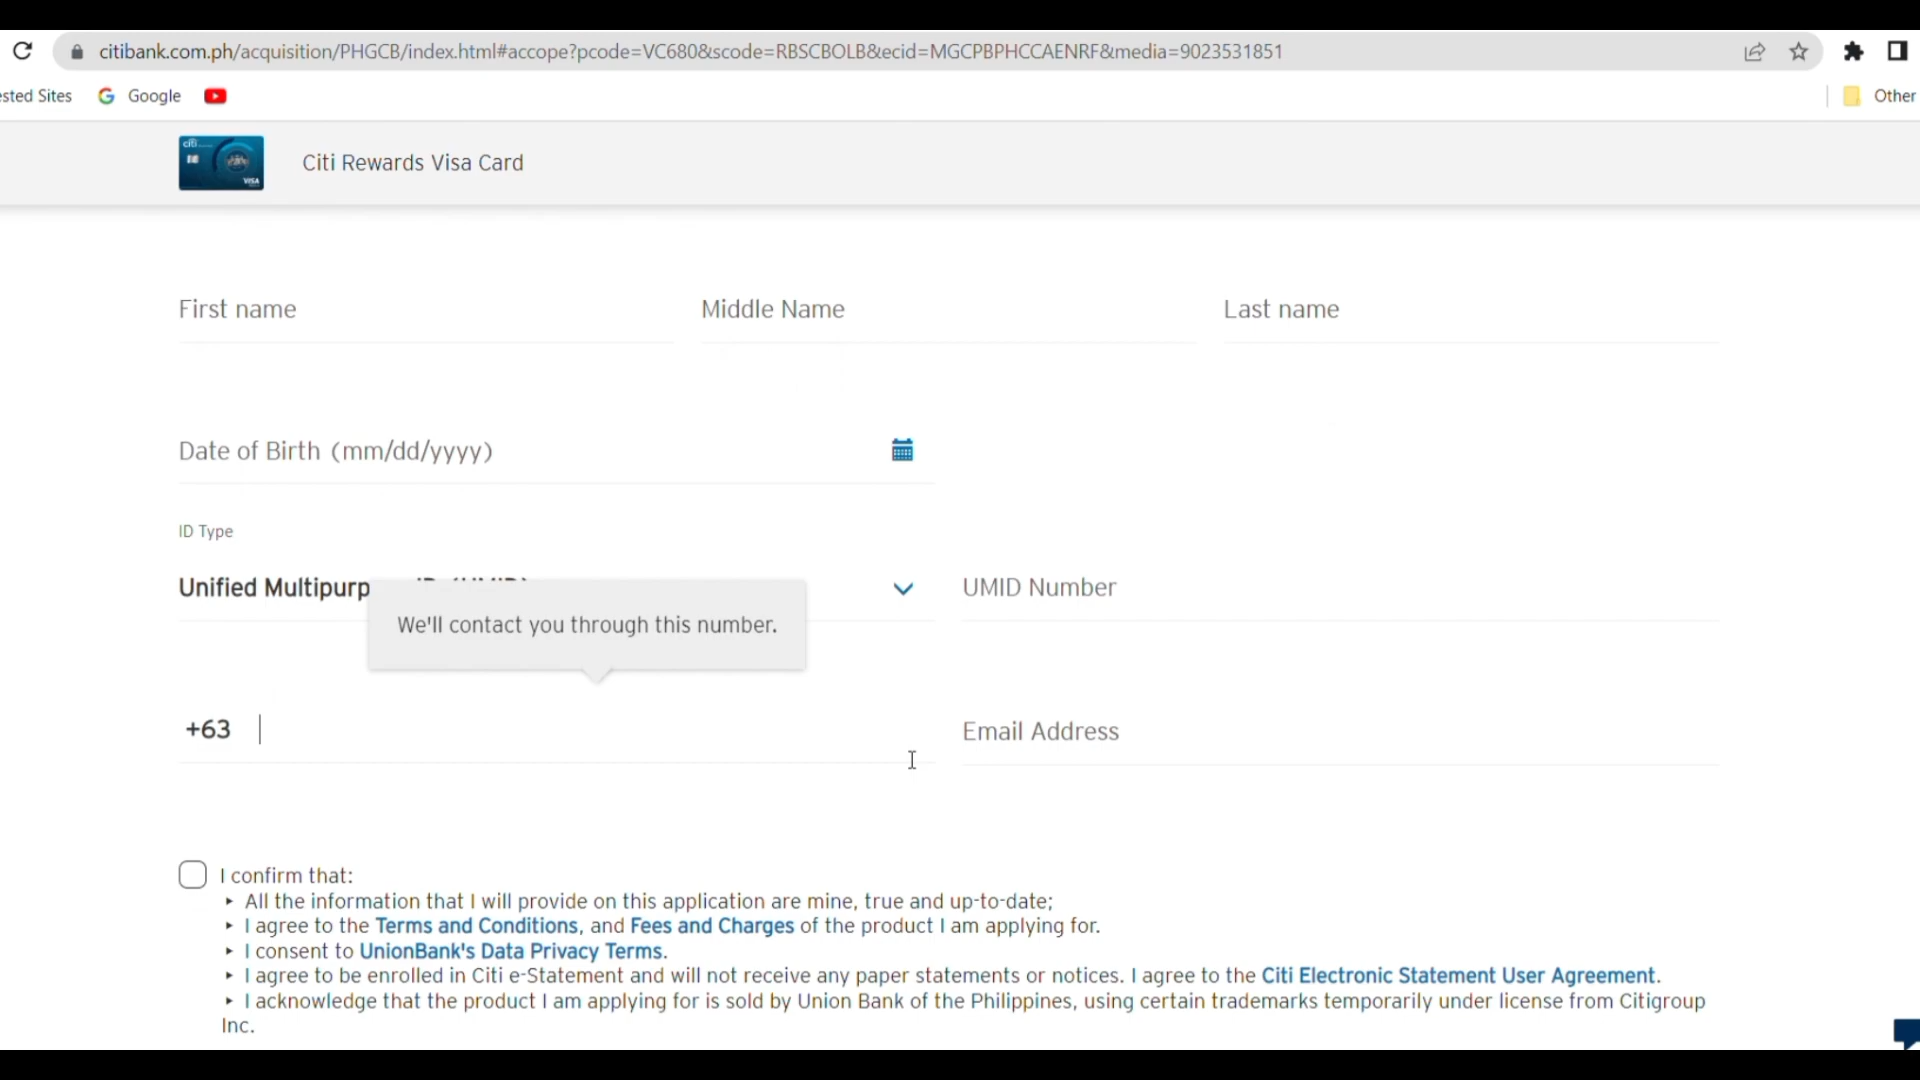 citibank.com.ph/acquisition/PHGCB/index.html#accope?pcode=VC680&scode=RBSCBOLB&ecid=MGCPBPHCCAENRF&media=9023531851
ested Sites Google Other
citi
VISA
Citi Rewards Visa Card
First name Middle Name Last name
Date of Birth (mm/dd/yyyy)
ID Type
Unified Multipurp UMID Number
We'll contact you through this number.
+63 Email Address
I confirm that:
‣ All the information that I will provide on this application are mine, true and up-to-date;
‣ I agree to the Terms and Conditions, and Fees and Charges of the product I am applying for.
‣ I consent to UnionBank's Data Privacy Terms.
‣ I agree to be enrolled in Citi e-Statement and will not receive any paper statements or notices. I agree to the Citi Electronic Statement User Agreement.
‣ I acknowledge that the product I am applying for is sold by Union Bank of the Philippines, using certain trademarks temporarily under license from Citigroup
Inc.